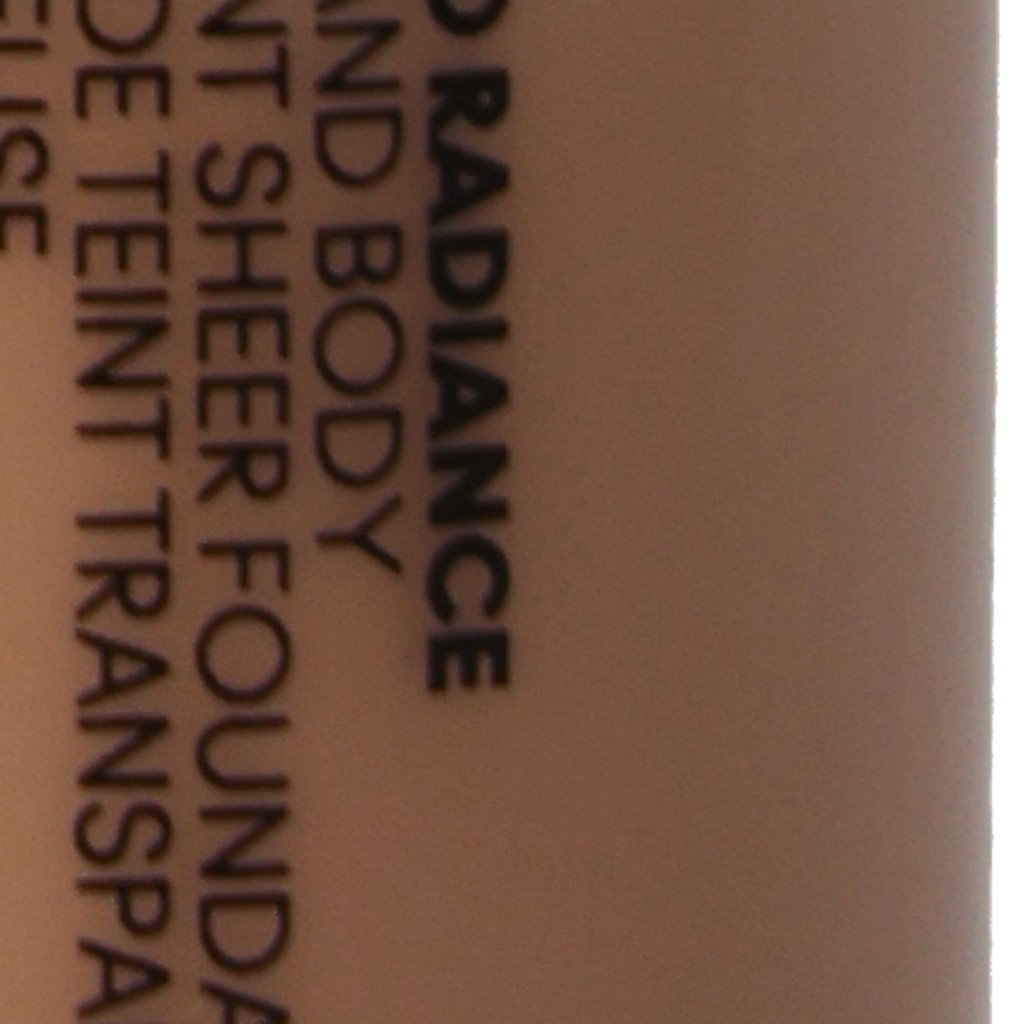 RADIANCE
AND BODY
NT SHEER FOUNDA
DE TEINT TRANSPA